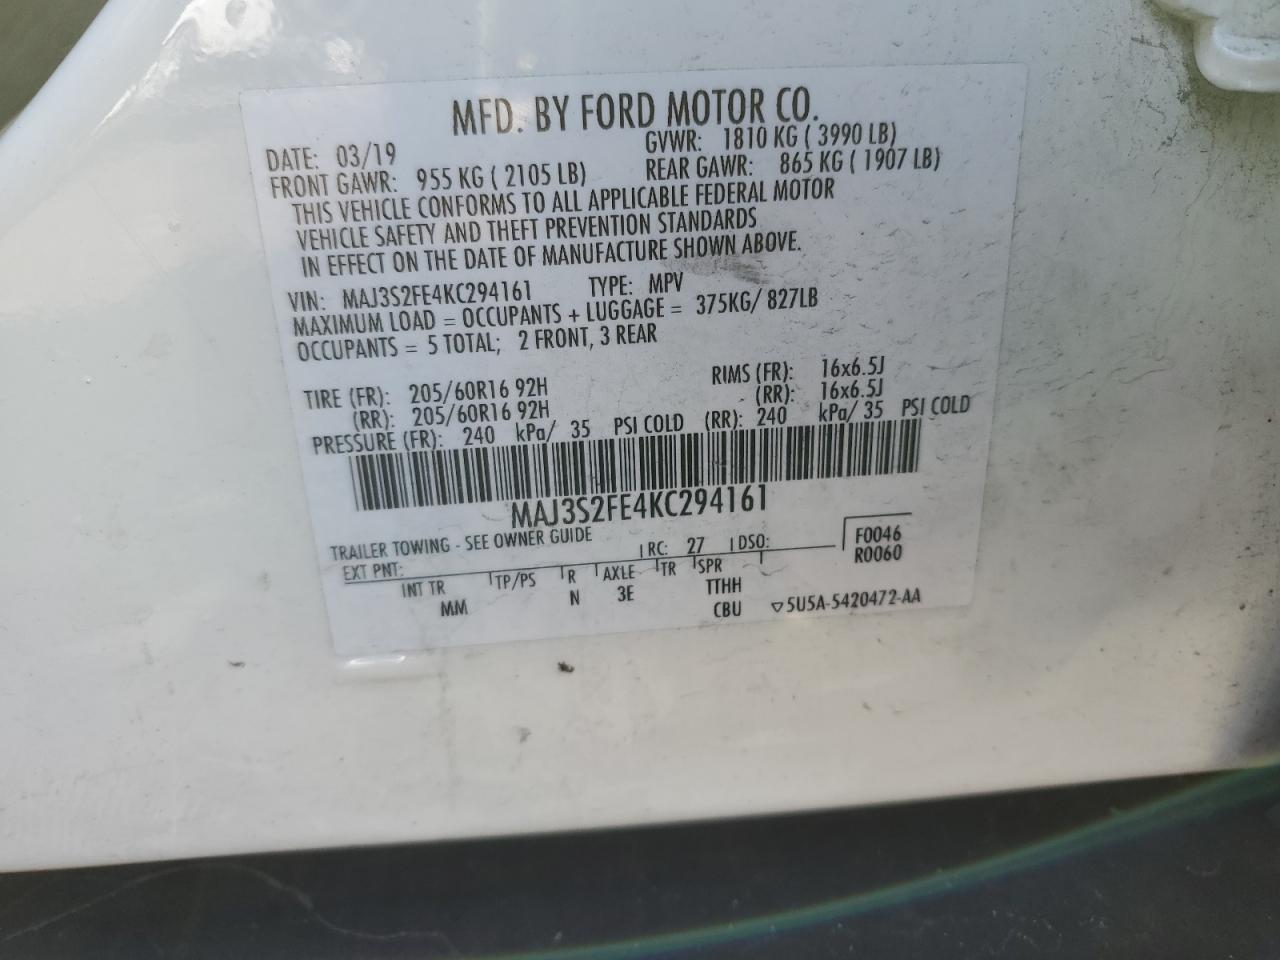 MFD. BY FORD MOTOR CO.
DATE: 03/19 GVWR: 1810 KG ( 3990 LB)
FRONT GAWR: 955 KG ( 2105 LB) REAR GAWR: 865 KG ( 1907 LB)
THIS VEHICLE CONFORMS TO ALL APPLICABLE FEDERAL MOTOR
VEHICLE SAFETY AND THEFT PREVENTION STANDARDS
IN EFFECT ON THE DATE OF MANUFACTURE SHOWN ABOVE.
VIN: MAJ3S2FE4KC294161 TYPE: MPV
MAXIMUM LOAD = OCCUPANTS + LUGGAGE = 375KG/ 827LB
OCCUPANTS = 5 TOTAL; 2 FRONT, 3 REAR
TIRE (FR): 205/60R16 92H RIMS (FR): 16x6.5J
(RR): 205/60R16 92H (RR): 16x6.5J
PRESSURE (FR): 240 kPa/ 35 PSI COLD (RR): 240 kPa/ 35 PSI COLD
MAJ3S2FE4KC294161
TRAILER TOWING - SEE OWNER GUIDE
EXT PNT: RC: 27 DSO: F0046
R0060
INT TR TP/PS R AXLE TR SPR
MM N 3E TTHH
CBU ▽5U5A-5420472-AA